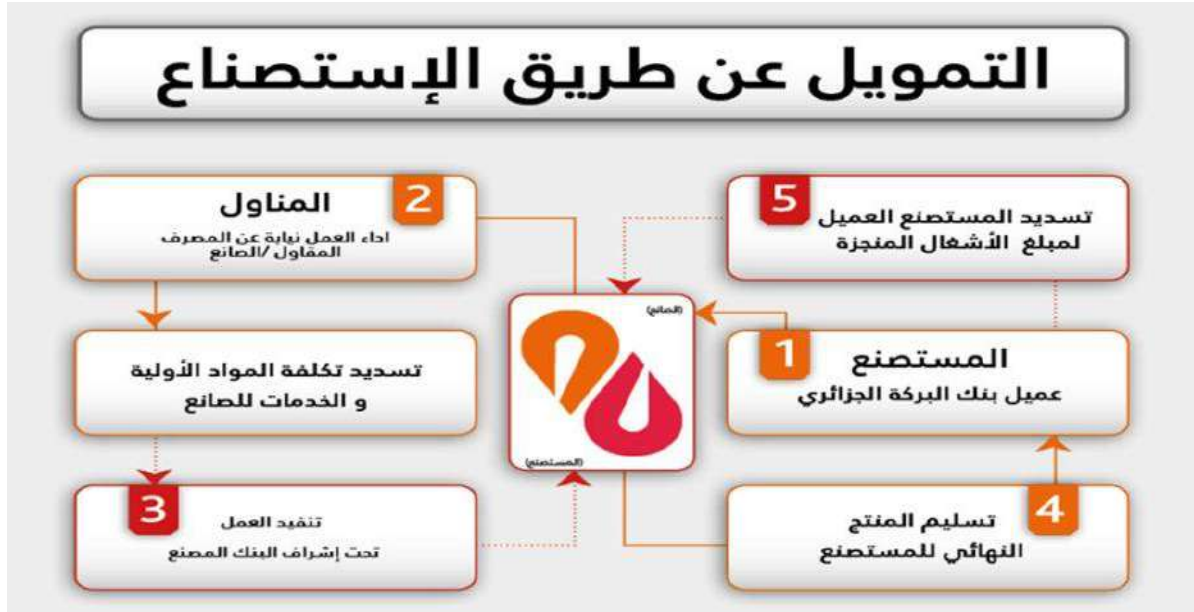 التمويل عن طريق الإستصناع
5
تسديد المستصنع العميل
لمبلغ الأشغال المنجزة
2
المناول
اداء العمل نيابة عن المصرف
المقاول /الصانع
(الصانع)
1
المستصنع
عميل بنك البركة الجزائري
تسديد تكلفة المواد الأولية
و الخدمات للصانع
(المستصنع)
4
تسليم المنتج
النهائي للمستصنع
3
تنفيد العمل
تحت إشراف البنك المصنع